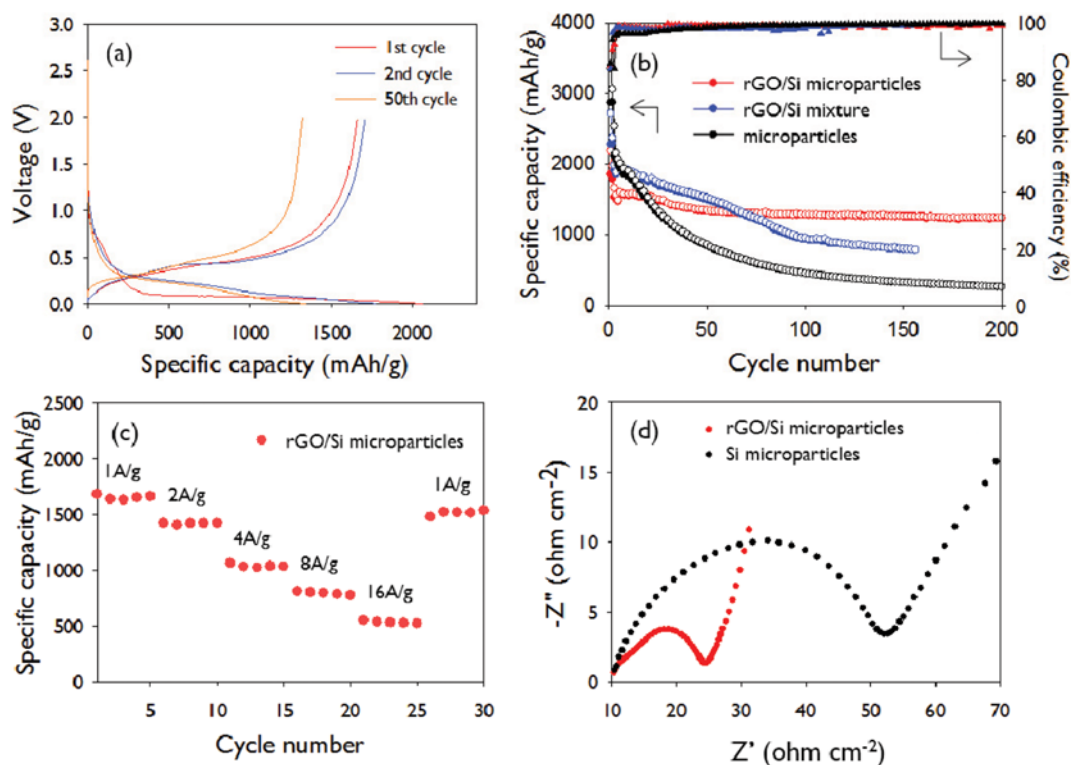 (a)
1st cycle
2nd cycle
50th cycle
Voltage (V)
3.0
2.5
2.0
1.5
1.0
0.5
0.0
0 500 1000 1500 2000
Specific capacity (mAh/g)
(b)
rGO/Si microparticles
rGO/Si mixture
microparticles
Specific capacity (mAh/g)
4000
3000
2000
1000
0
100
80
60
40
20
0
Coulombic efficiency
(%)
0 50 100 150 200
Cycle number
(c)
rGO/Si microparticles
1A/g
2A/g
4A/g
8A/g
16A/g
1A/g
Specific capacity (mAh/g)
2500
2000
1500
1000
500
0
5 10 15 20 25 30
Cycle number
(d)
rGO/Si microparticles
Si microparticles
-Z" (ohm cm-2)
20
15
10
5
0
10 20 30 40 50 60 70
Z' (ohm cm-2)